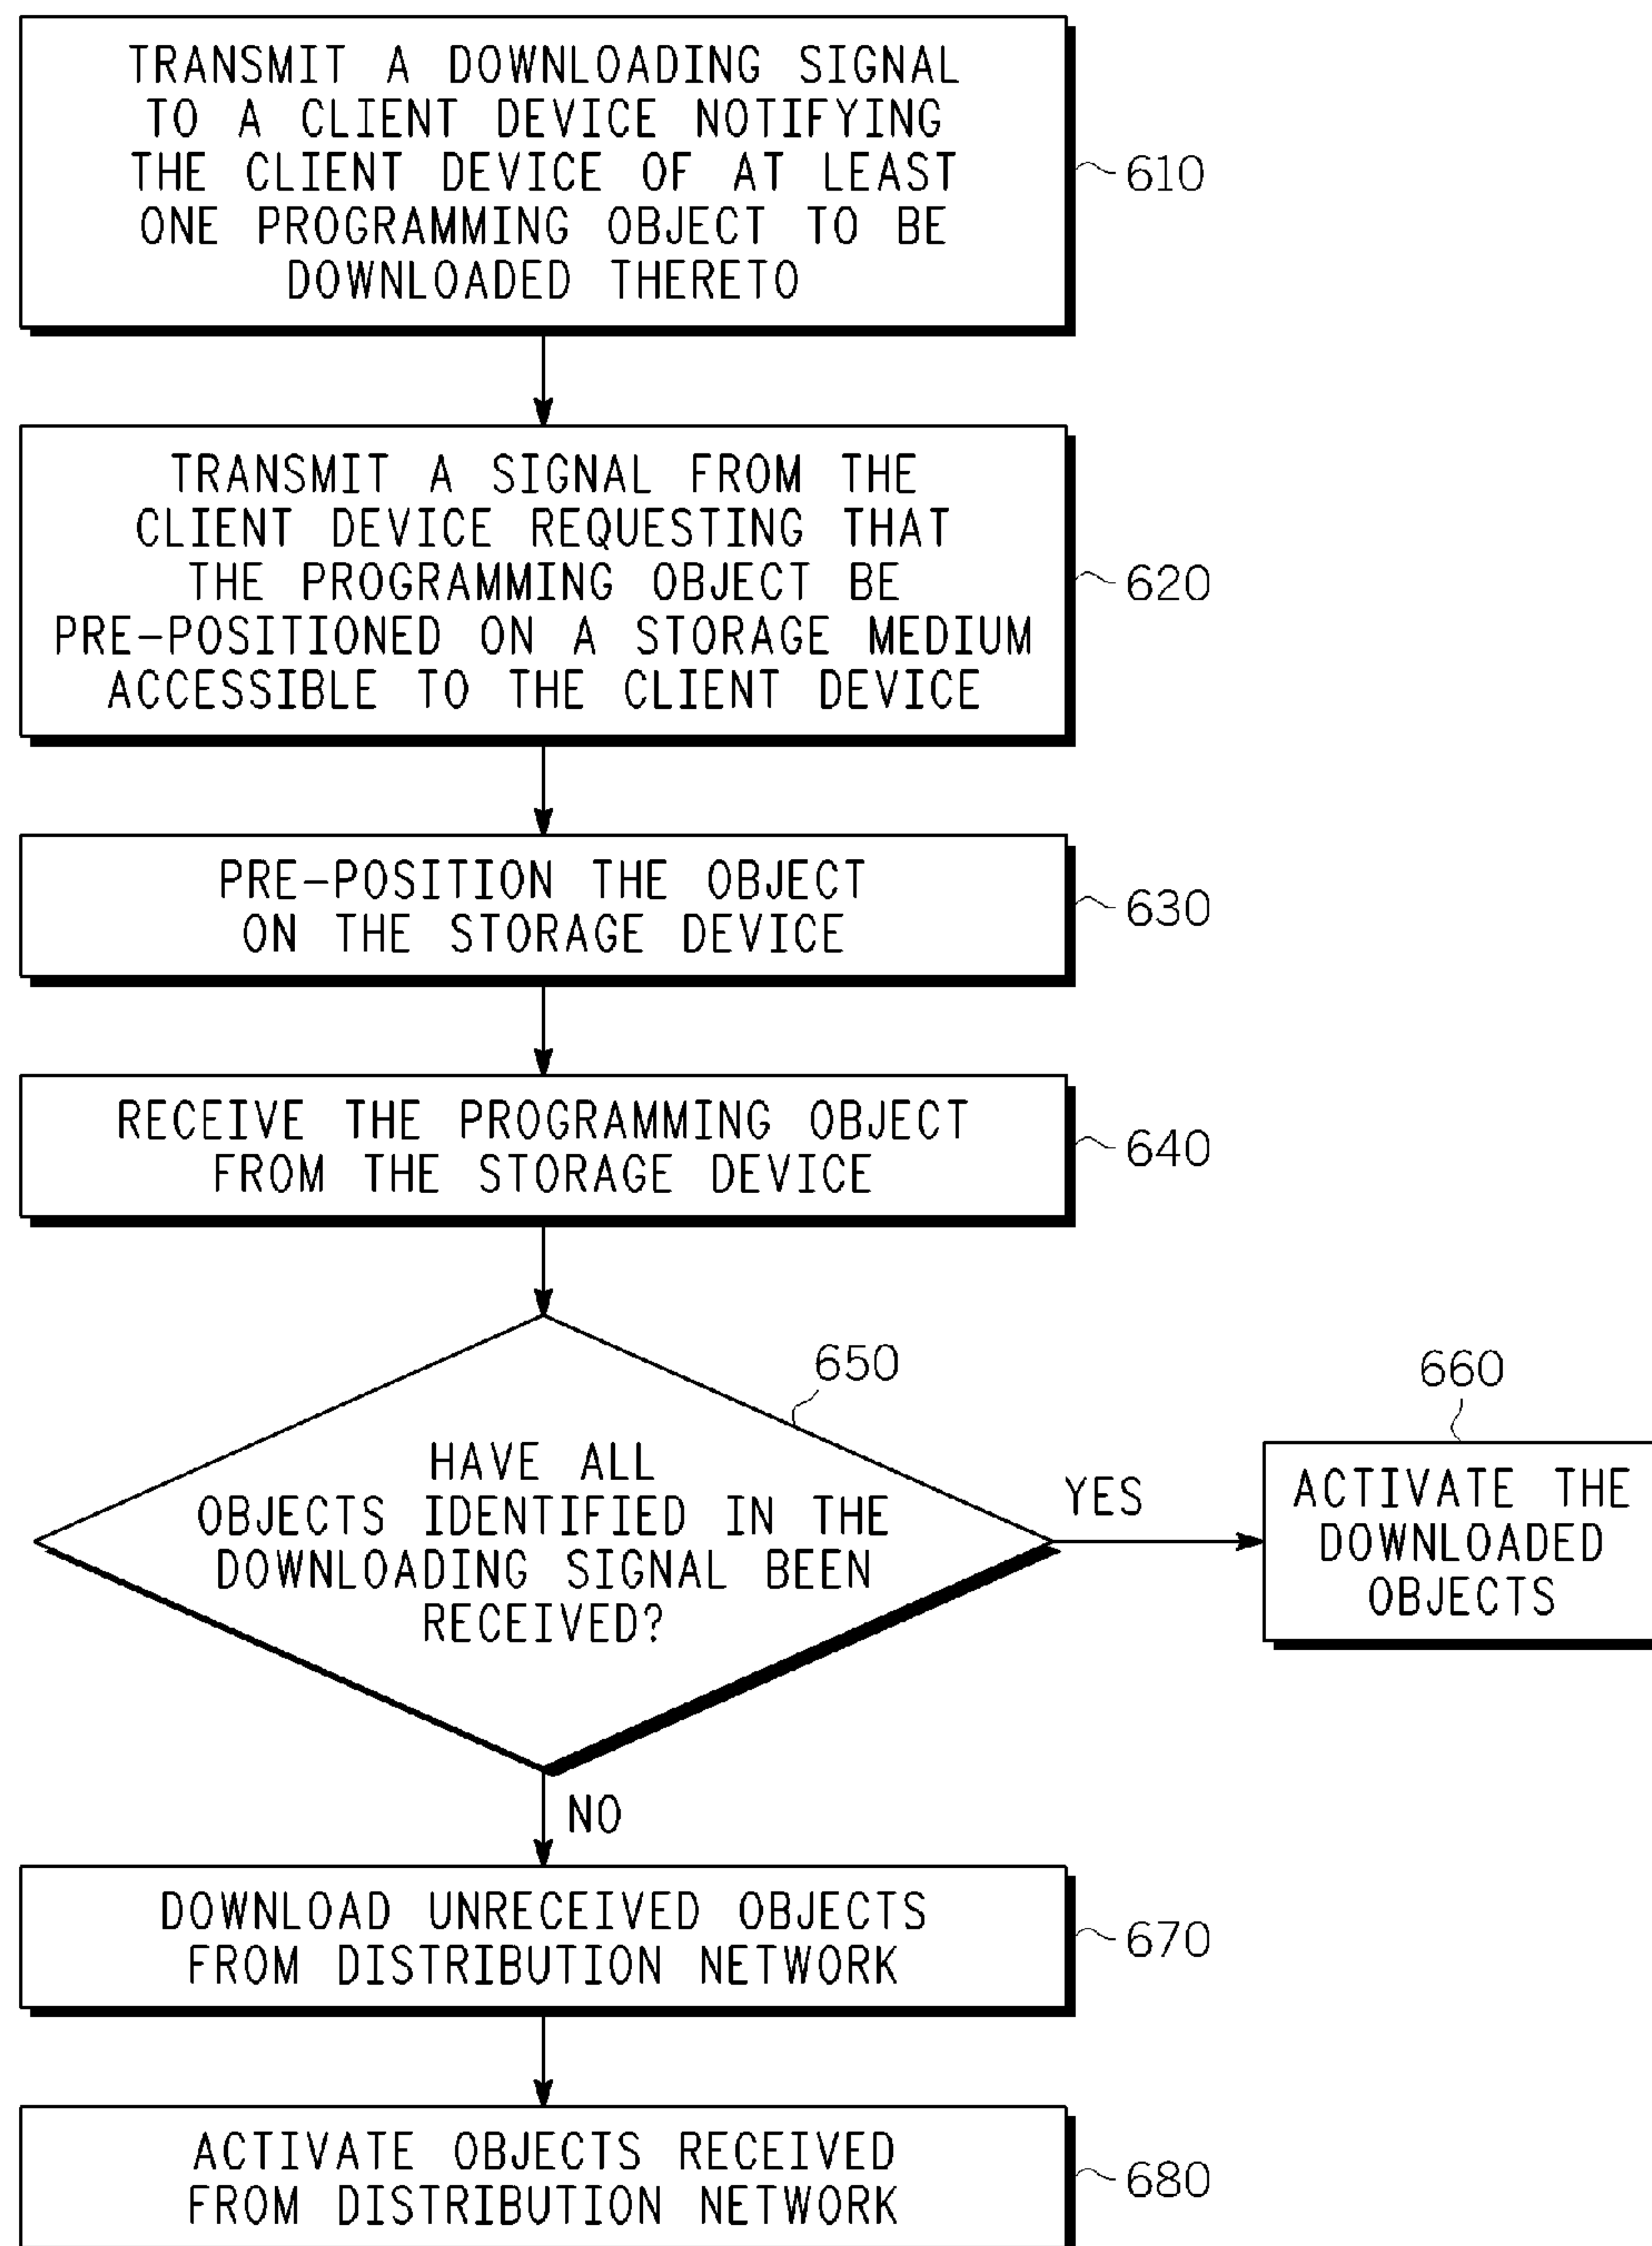 TRANSMIT A DOWNLOADING SIGNAL
TO A CLIENT DEVICE NOTIFYING
THE CLIENT DEVICE OF AT LEAST
ONE PROGRAMMING OBJECT TO BE
DOWNLOADED THERETO
610
TRANSMIT A SIGNAL FROM THE
CLIENT DEVICE REQUESTING THAT
THE PROGRAMMING OBJECT BE
PRE-POSITIONED ON A STORAGE MEDIUM
ACCESSIBLE TO THE CLIENT DEVICE
620
PRE-POSITION THE OBJECT
ON THE STORAGE DEVICE
630
RECEIVE THE PROGRAMMING OBJECT
FROM THE STORAGE DEVICE
640
650
HAVE ALL
OBJECTS IDENTIFIED IN THE
DOWNLOADING SIGNAL BEEN
RECEIVED?
YES
660
ACTIVATE THE
DOWNLOADED
OBJECTS
NO
DOWNLOAD UNRECEIVED OBJECTS
FROM DISTRIBUTION NETWORK
670
ACTIVATE OBJECTS RECEIVED
FROM DISTRIBUTION NETWORK
680